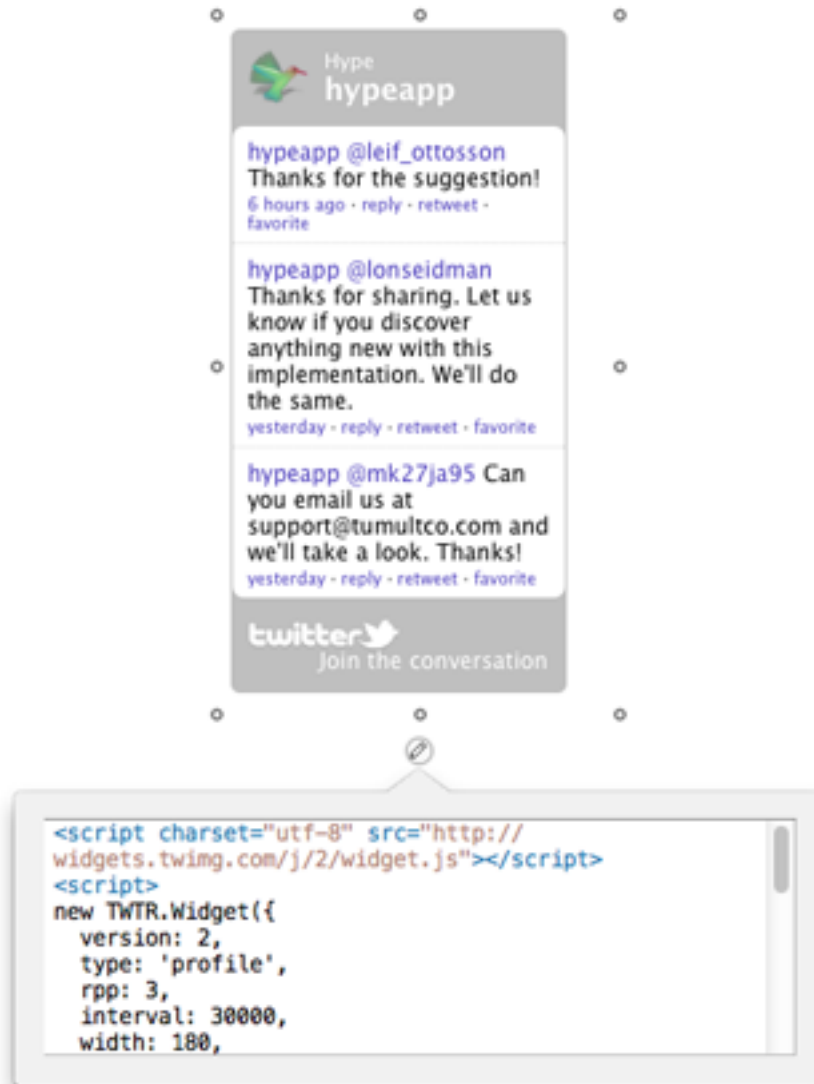 Hype
hypeapp
hypeapp @leif_ottosson
Thanks for the suggestion!
6 hours ago · reply · retweet ·
favorite
hypeapp @lonseidman
Thanks for sharing. Let us
know if you discover
anything new with this
implementation. We'll do
the same.
yesterday · reply · retweet · favorite
hypeapp @mk27ja95 Can
you email us at
support@tumultco.com and
we'll take a look. Thanks!
yesterday · reply · retweet · favorite
twitter
Join the conversation
<script charset="utf-8" src="http://
widgets.twimg.com/j/2/widget.js"></script>
<script>
new TWTR.Widget({
  version: 2,
  type: 'profile',
  rpp: 3,
  interval: 30000,
  width: 180,